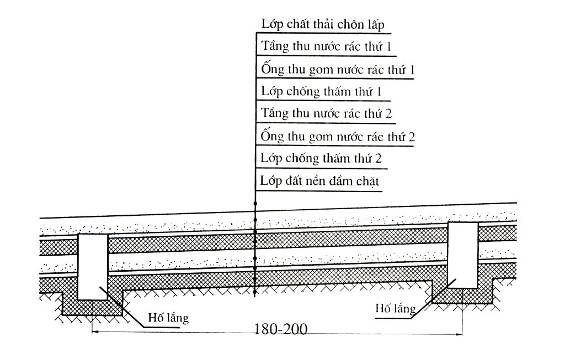 Lớp chất thải chôn lấp
Tầng thu nước rác thứ 1
Ống thu gom nước rác thứ 1
Lớp chống thấm thứ 1
Tầng thu nước rác thứ 2
Ống thu gom nước rác thứ 2
Lớp chống thấm thứ 2
Lớp đất nền đầm chặt
Hố lắng
Hố lắng
180-200